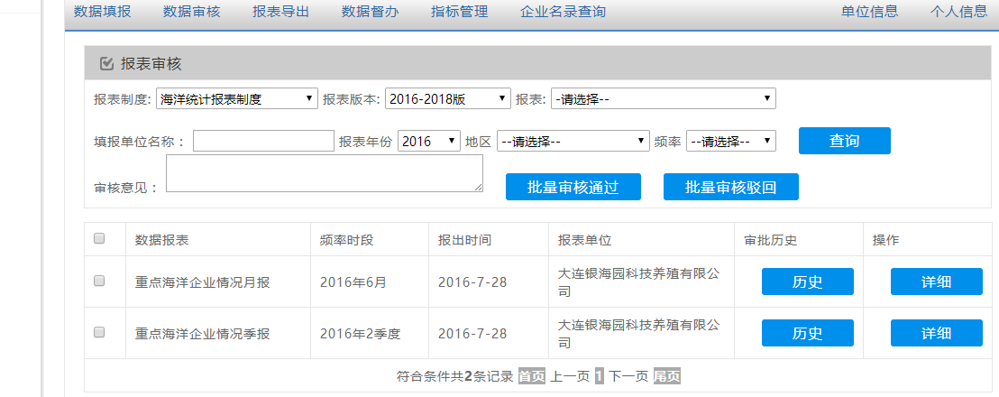 数据填报 数据审核 报表导出 数据督办 指标管理 企业名录查询 单位信息 个人信息
报表审核
报表制度: 海洋统计报表制度 报表版本: 2016-2018版 报表: -请选择--
填报单位名称： 报表年份 2016 地区 --请选择-- 频率 --请选择-- 查询
审核意见： 批量审核通过 批量审核驳回
数据报表 频率时段 报出时间 报表单位 审批历史 操作
重点海洋企业情况月报 2016年6月 2016-7-28 大连银海园科技养殖有限公 历史 详细
司
重点海洋企业情况季报 2016年2季度 2016-7-28 大连银海园科技养殖有限公 历史 详细
司
符合条件共2条记录 首页 上一页 1 下一页 尾页